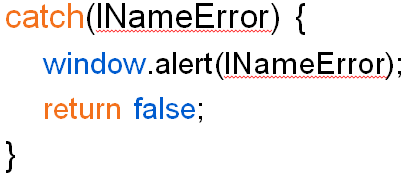 catch(lNameError) {
window.alert(lNameError);
return false;
}